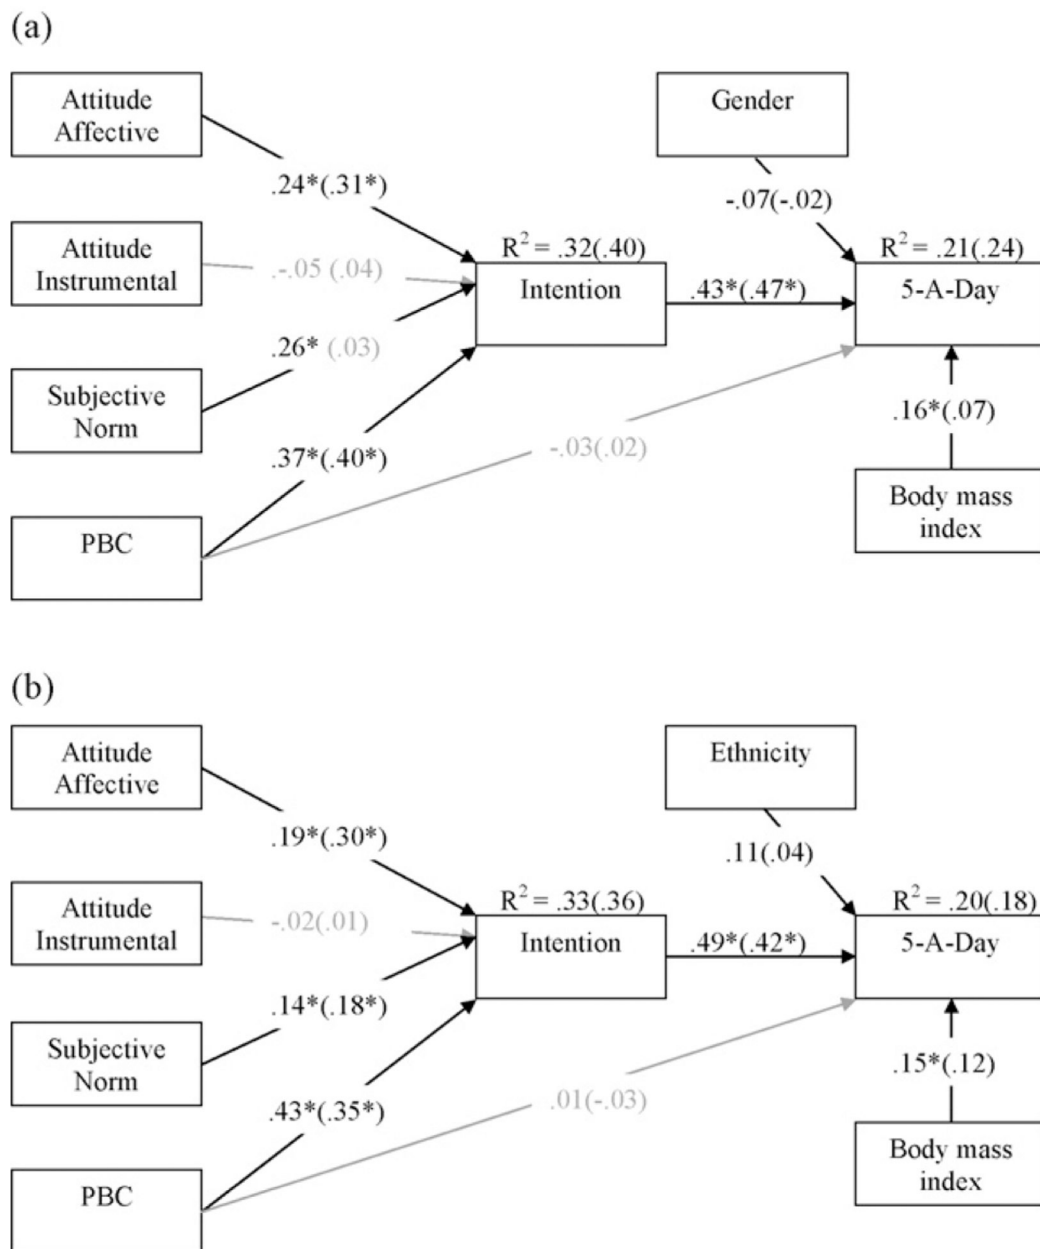 (a)
Attitude
Affective
Gender
.24*(.31*)
-.07(-.02)
Attitude
Instrumental
.-.05 (.04)
R² = .32(.40)
Intention
.43*(.47*)
R² = .21(.24)
5-A-Day
.26* (.03)
Subjective
Norm
.37*(.40*)
-.03(.02)
.16*(.07)
Body mass
index
PBC
(b)
Attitude
Affective
Ethnicity
.19*(.30*)
.11(.04)
Attitude
Instrumental
-.02(.01)
R² = .33(.36)
Intention
.49*(.42*)
R² = .20(.18)
5-A-Day
.14*(.18*)
Subjective
Norm
.43*(.35*)
.01(-.03)
.15*(.12)
Body mass
index
PBC